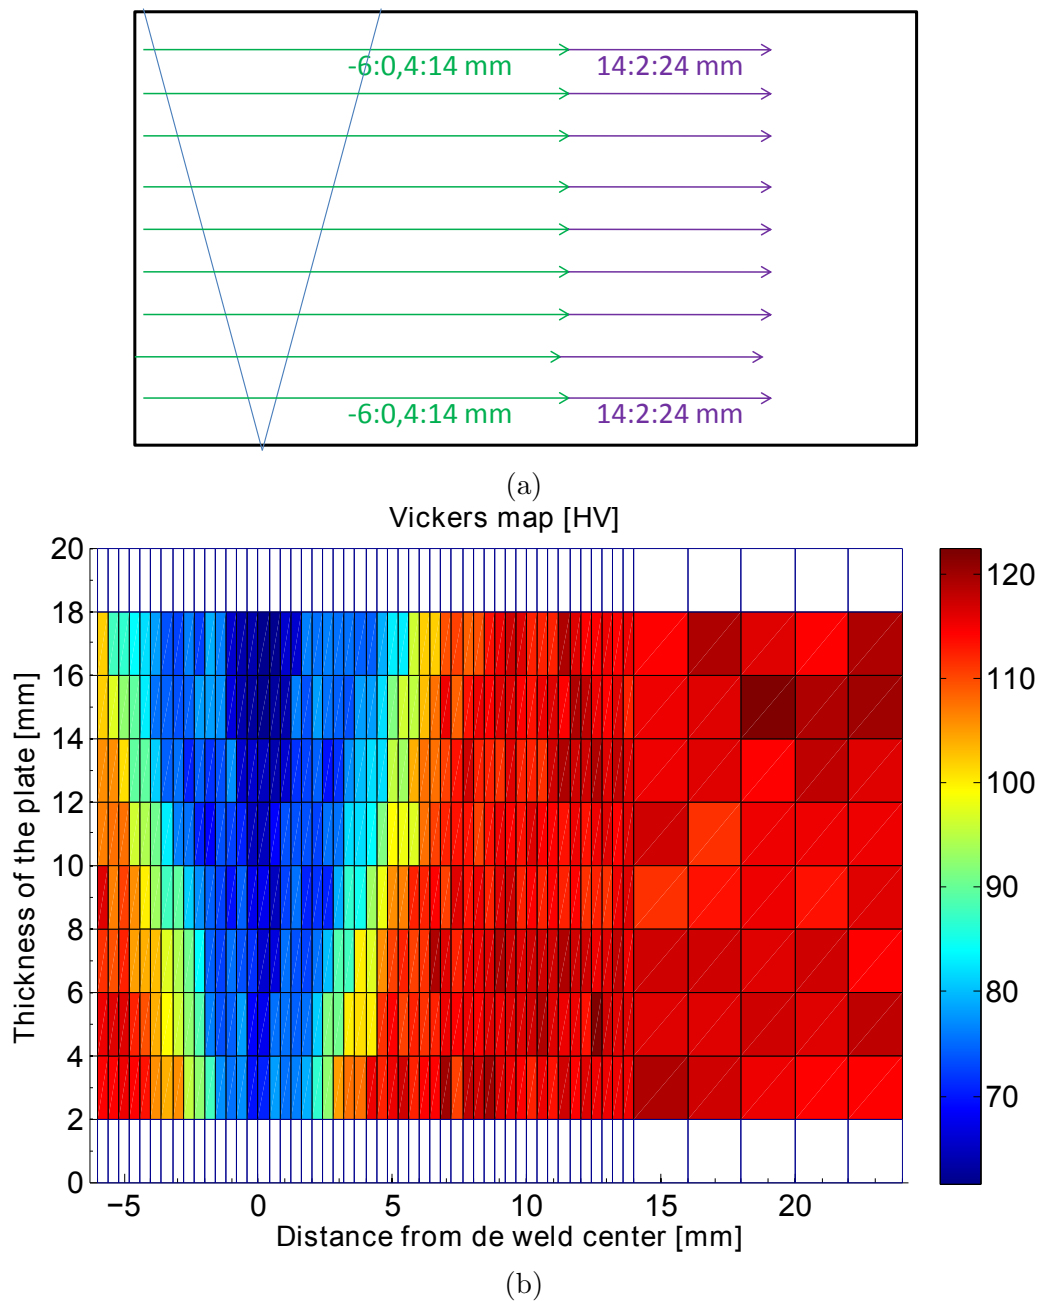 -6:0,4:14 mm 14:2:24 mm
-6:0,4:14 mm 14:2:24 mm
(a)
Vickers map [HV]
20
18
16
14
12
10
8
6
4
2
0
Thickness of the plate [mm]
−5 0 5 10 15 20
Distance from de weld center [mm]
120
110
100
90
80
70
(b)